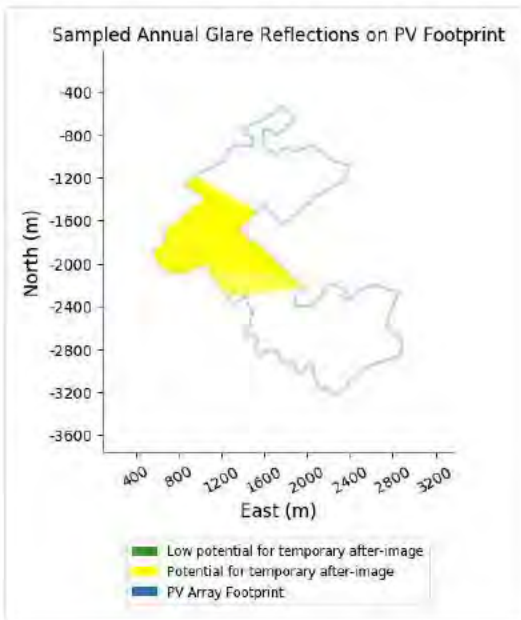 Sampled Annual Glare Reflections on PV Footprint
North (m)
-400
-800
-1200
-1600
-2000
-2400
-2800
-3200
-3600
400
800
1200
1600
2000
2400
2800
3200
East (m)
Low potential for temporary after-image
Potential for temporary after-image
PV Array Footprint